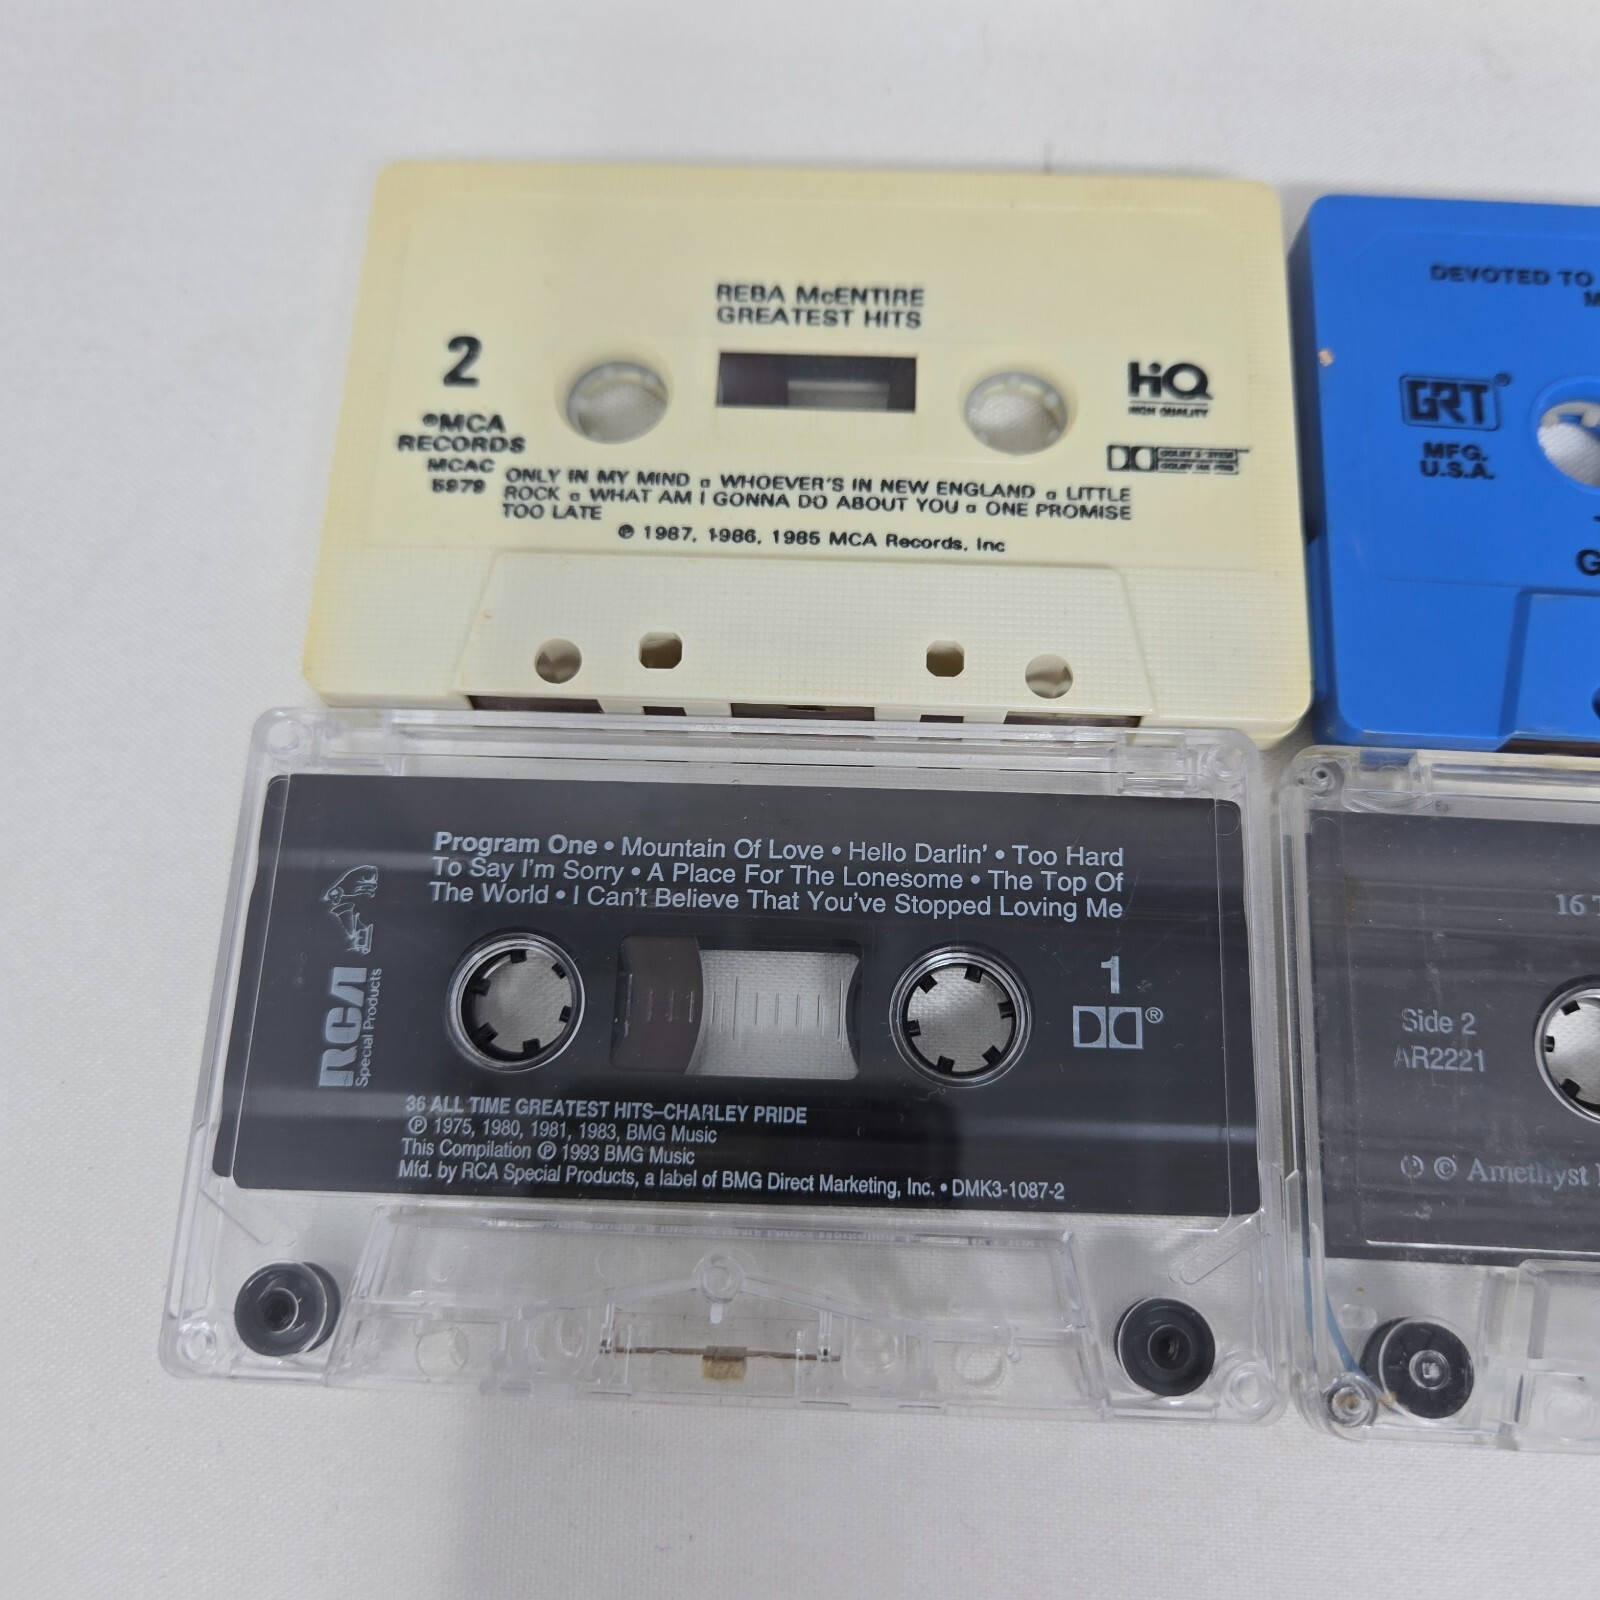 REBA McENTIRE
GREATEST HITS
2
HiQ
HIGH QUALITY
®MCA
RECORDS
MCAC
5979
ONLY IN MY MIND ▫ WHOEVER'S IN NEW ENGLAND ▫ LITTLE
ROCK ▫ WHAT AM I GONNA DO ABOUT YOU ▫ ONE PROMISE
TOO LATE
℗ 1987, 1986, 1985 MCA Records, Inc
DEVOTED TO
GRT®
MFG.
U.S.A.
Program One • Mountain Of Love • Hello Darlin' • Too Hard
To Say I'm Sorry • A Place For The Lonesome • The Top Of
The World • I Can't Believe That You've Stopped Loving Me
RCA
Special Products
1
®
36 ALL TIME GREATEST HITS–CHARLEY PRIDE
℗ 1975, 1980, 1981, 1983, BMG Music
This Compilation ℗ 1993 BMG Music
Mfd. by RCA Special Products, a label of BMG Direct Marketing, Inc. • DMK3-1087-2
16
Side 2
AR2221
℗ © Amethyst